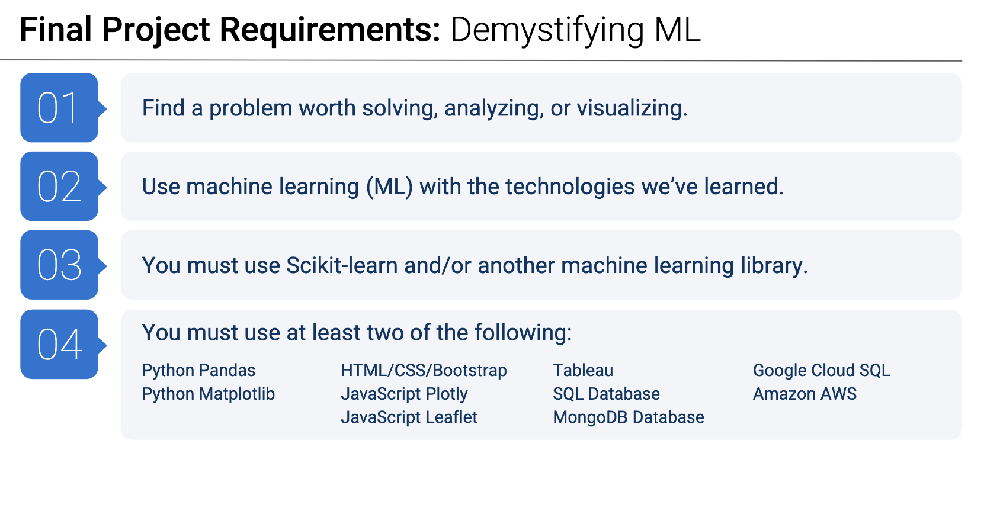 Final Project Requirements: Demystifying ML
01
Find a problem worth solving, analyzing, or visualizing.
02
Use machine learning (ML) with the technologies we’ve learned.
03
You must use Scikit-learn and/or another machine learning library.
04
You must use at least two of the following:
Python Pandas
Python Matplotlib
HTML/CSS/Bootstrap
JavaScript Plotly
JavaScript Leaflet
Tableau
SQL Database
MongoDB Database
Google Cloud SQL
Amazon AWS